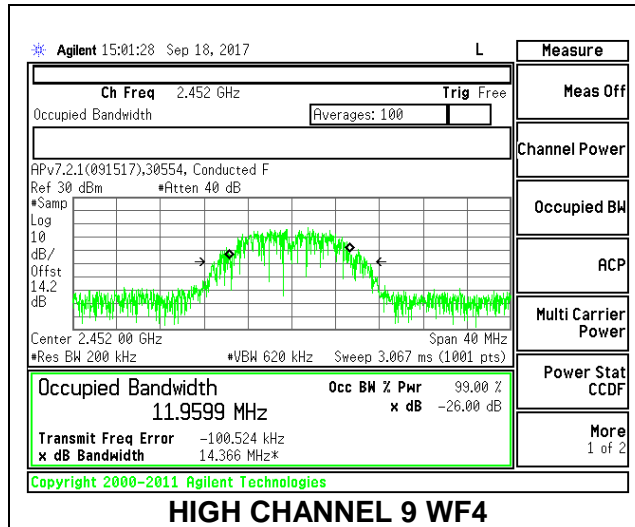 Agilent 15:01:28 Sep 18, 2017 L
Measure
Ch Freq 2.452 GHz Trig Free
Occupied Bandwidth Averages: 100
APv7.2.1(091517),30554, Conducted F
Ref 30 dBm #Atten 40 dB
#Samp
Log
10
dB/
Offst
14.2
dB
Center 2.452 00 GHz Span 40 MHz
#Res BW 200 kHz #VBW 620 kHz Sweep 3.067 ms (1001 pts)
Occupied Bandwidth Occ BW % Pwr 99.00 %
11.9599 MHz x dB -26.00 dB
Transmit Freq Error -100.524 kHz
x dB Bandwidth 14.366 MHz*
Copyright 2000-2011 Agilent Technologies
Meas Off
Channel Power
Occupied BW
ACP
Multi Carrier
Power
Power Stat
CCDF
More
1 of 2
HIGH CHANNEL 9 WF4